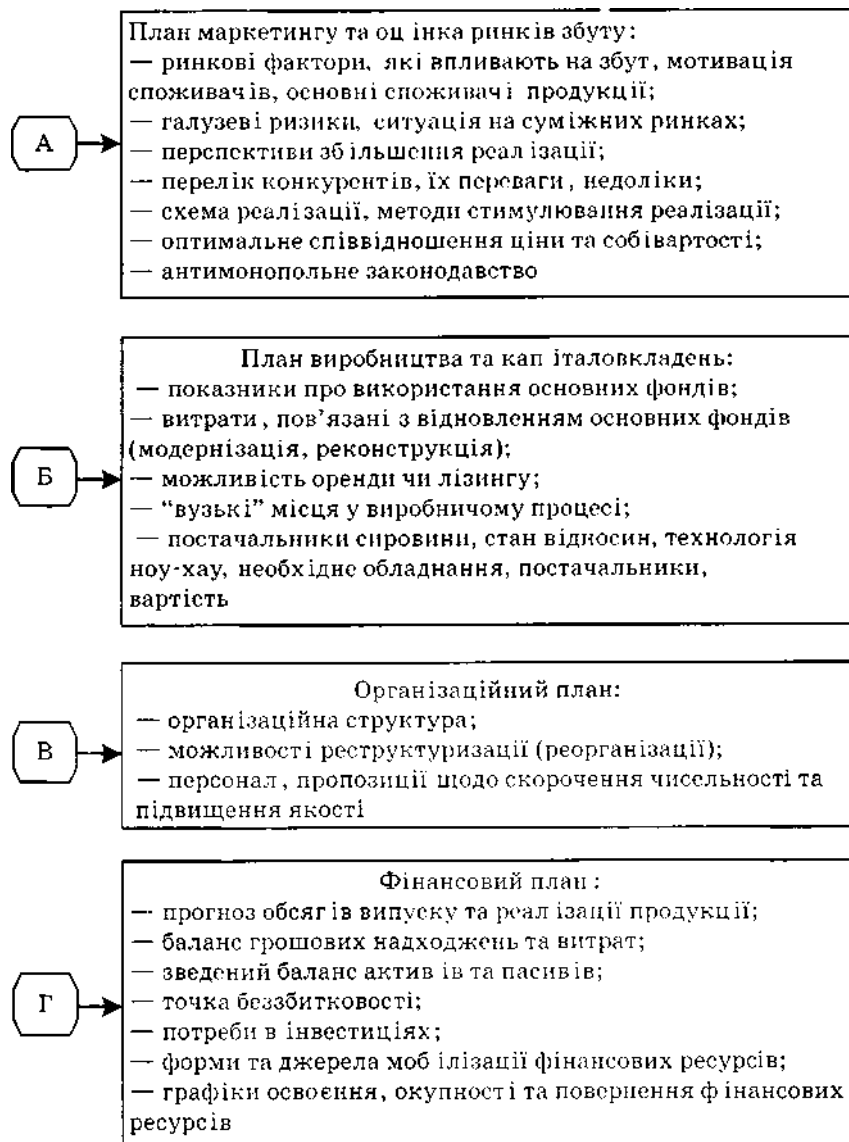 План маркетингу та оцінка ринків збуту:
— ринкові фактори, які впливають на збут, мотивація
споживачів, основні споживачі продукції;
— галузеві ризики, ситуація на суміжних ринках;
— перспективи збільшення реалізації;
— перелік конкурентів, їх переваги, недоліки;
— схема реалізації, методи стимулювання реалізації;
— оптимальне співвідношення ціни та собівартості;
— антимонопольне законодавство
А
План виробництва та капіталовкладень:
— показники про використання основних фондів;
— витрати, пов’язані з відновленням основних фондів
(модернізація, реконструкція);
— можливість оренди чи лізингу;
— “вузькі” місця у виробничому процесі;
— постачальники сировини, стан відносин, технологія
ноу-хау, необхідне обладнання, постачальники,
вартість
Б
Організаційний план:
— організаційна структура;
— можливості реструктуризації (реорганізації);
— персонал, пропозиції щодо скорочення чисельності та
підвищення якості
В
Фінансовий план:
— прогноз обсягів випуску та реалізації продукції;
— баланс грошових надходжень та витрат;
— зведений баланс активів та пасивів;
— точка беззбитковості;
— потреби в інвестиціях;
— форми та джерела мобілізації фінансових ресурсів;
— графіки освоєння, окупності та повернення фінансових
ресурсів
Г